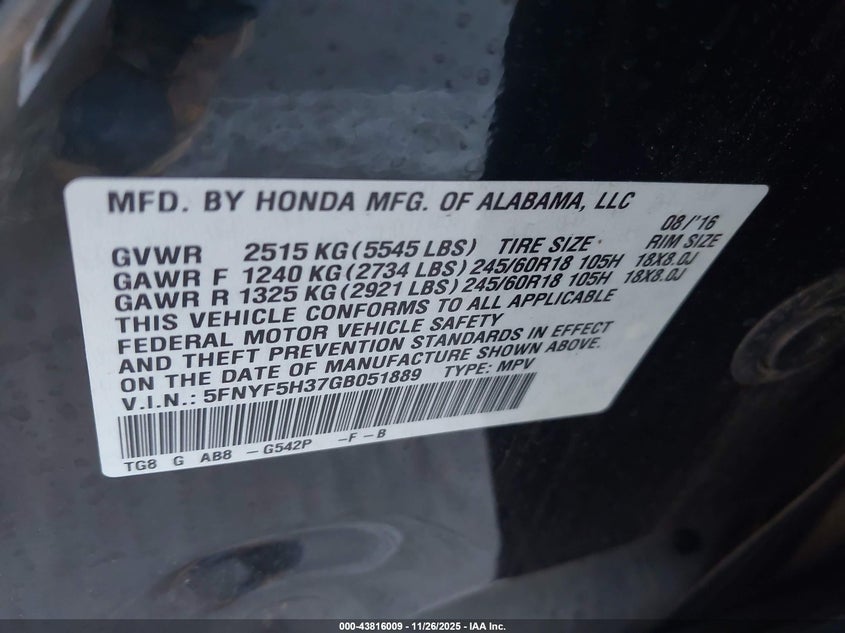 MFD. BY HONDA MFG. OF ALABAMA, LLC
08/'16
GVWR 2515 KG (5545 LBS) TIRE SIZE RIM SIZE
GAWR F 1240 KG (2734 LBS) 245/60R18 105H 18X8.0J
GAWR R 1325 KG (2921 LBS) 245/60R18 105H 18X8.0J
THIS VEHICLE CONFORMS TO ALL APPLICABLE
FEDERAL MOTOR VEHICLE SAFETY
AND THEFT PREVENTION STANDARDS IN EFFECT
ON THE DATE OF MANUFACTURE SHOWN ABOVE.
V.I.N.: 5FNYF5H37GB051889 TYPE: MPV
TG8 G AB8 - G542P -F-B
000-43816009 - 11/26/2025 - IAA Inc.